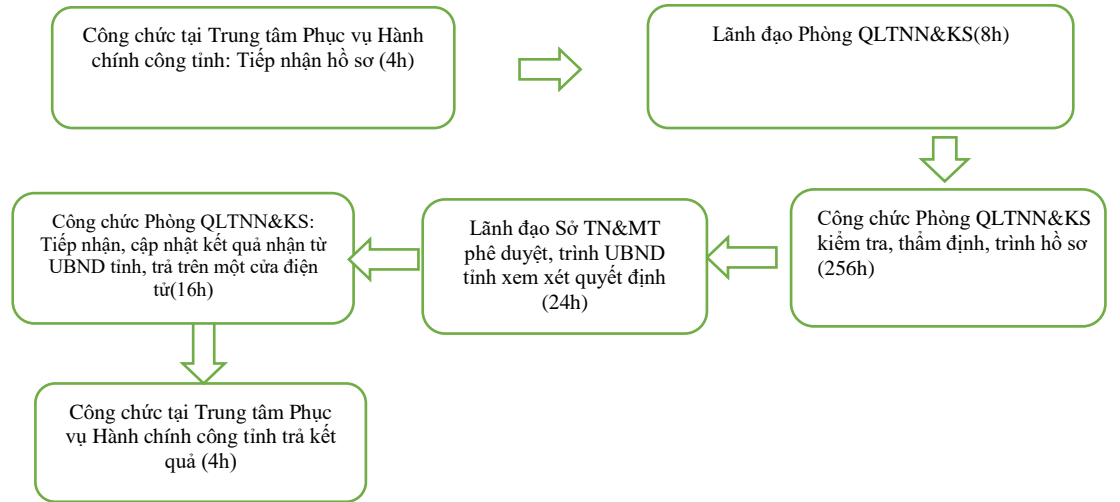 Công chức tại Trung tâm Phục vụ Hành
chính công tỉnh: Tiếp nhận hồ sơ (4h)
Lãnh đạo Phòng QLTNN&KS(8h)
Công chức Phòng QLTNN&KS
kiểm tra, thẩm định, trình hồ sơ
(256h)
Lãnh đạo Sở TN&MT
phê duyệt, trình UBND
tỉnh xem xét quyết định
(24h)
Công chức Phòng QLTNN&KS:
Tiếp nhận, cập nhật kết quả nhận từ
UBND tỉnh, trả trên một cửa điện
tử(16h)
Công chức tại Trung tâm Phục
vụ Hành chính công tỉnh trả kết
quả (4h)